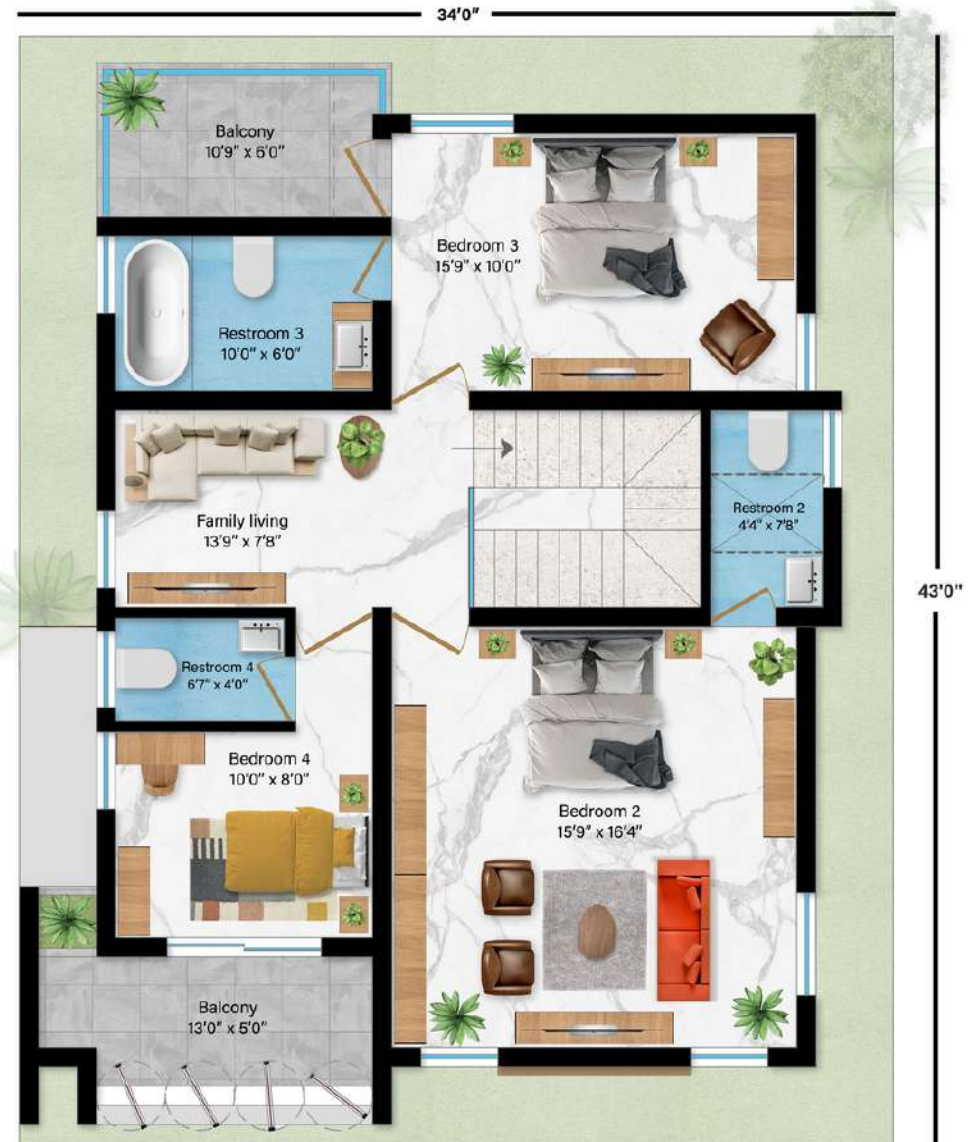 34'0"
Balcony
10'9" x 6'0"
Bedroom 3
15'9" x 10'0"
Restroom 3
10'0" x 6'0"
Family living
13'9" x 7'8"
Restroom 2
4'4" x 7'8"
43'0"
Restroom 4
6'7" x 4'0"
Bedroom 4
10'0" x 8'0"
Bedroom 2
15'9" x 16'4"
Balcony
13'0" x 5'0"